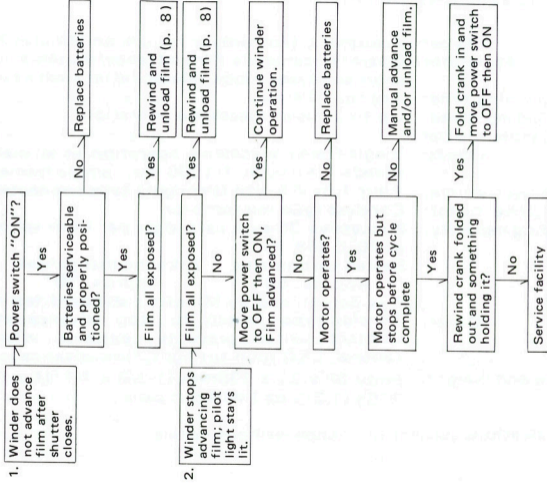 1. Winder does
not advance
film after
shutter
closes.
Power switch "ON"?
Yes
Batteries serviceable
and properly posi-
tioned?
No
Replace batteries
Yes
Film all exposed?
Yes
Rewind and
unload film (p. 8)
2. Winder stops
advancing
film; pilot
light stays
lit.
Film all exposed?
Yes
Rewind and
unload film (p. 8)
No
Move power switch
to OFF then ON,
Film advanced?
Yes
Continue winder
operation.
No
Motor operates?
No
Replace batteries
Yes
Motor operates but
stops before cycle
complete
No
Manual advance
and/or unload film.
Yes
Rewind crank folded
out and something
holding it?
Yes
Fold crank in and
move power switch
to OFF then ON
No
Service facility